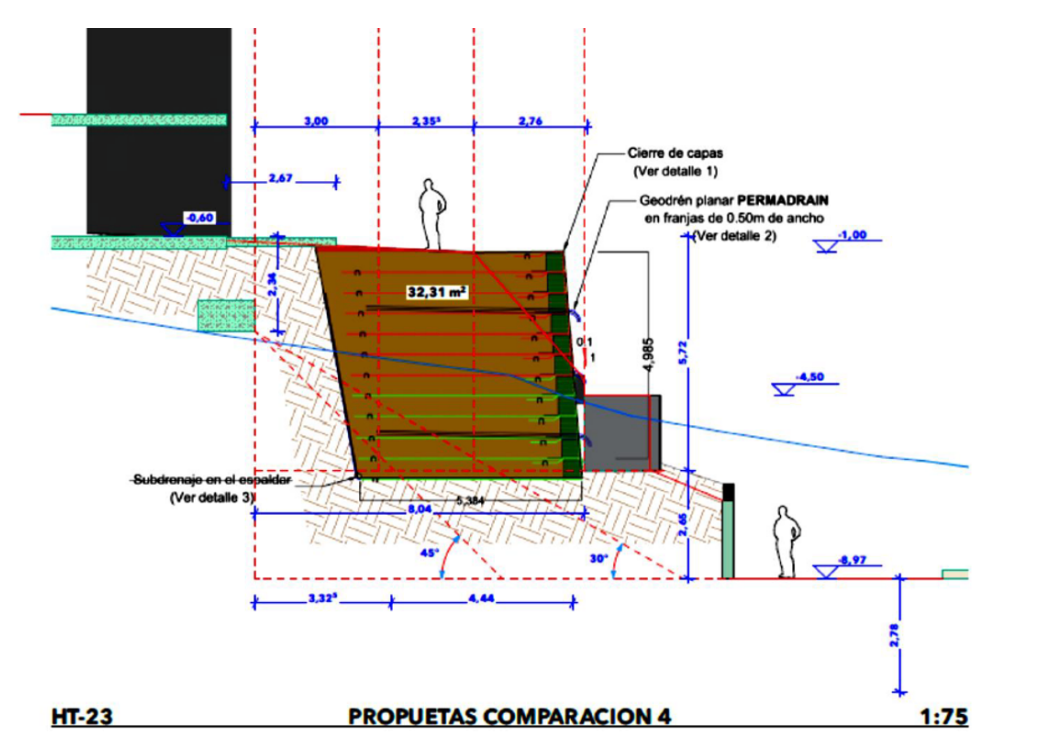 3,00
2,35⁵
2,76
Cierre de capas
(Ver detalle 1)
2,67
Geodrén planar PERMADRAIN
en franjas de 0.50m de ancho
(Ver detalle 2)
-0,60
-1,00
2,34
32,31 m²
0 1
1
4,985
5,72
-4,50
Subdrenaje en el espaldar
(Ver detalle 3)
5,384
8,04
2,65
45°
30°
-8,97
3,32⁵
4,44
2,78
HT-23
PROPUETAS COMPARACION 4
1:75